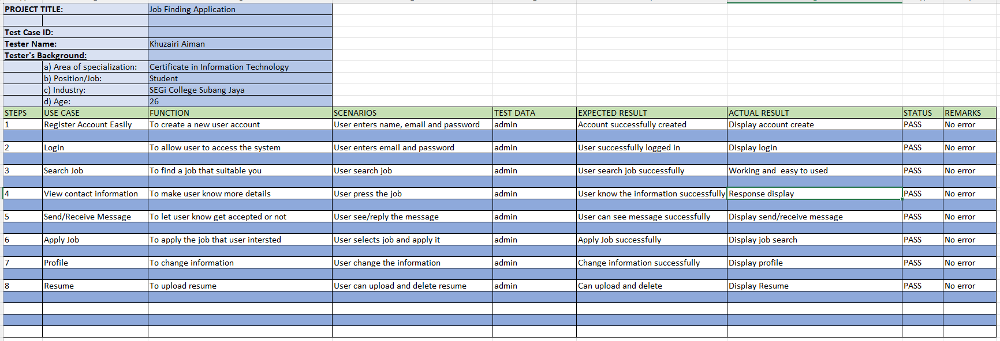 PROJECT TITLE: Job Finding Application
Test Case ID:
Tester Name: Khuzairi Aiman
Tester's Background:
a) Area of specialization: Certificate in Information Technology
b) Position/Job: Student
c) Industry: SEGi College Subang Jaya
d) Age: 26
STEPS USE CASE FUNCTION SCENARIOS TEST DATA EXPECTED RESULT ACTUAL RESULT STATUS REMARKS
1 Register Account Easily To create a new user account User enters name, email and password admin Account successfully created Display account create PASS No error
2 Login To allow user to access the system User enters email and password admin User successfully logged in Display login PASS No error
3 Search Job To find a job that suitable you User search job admin User search job successfully Working and  easy to used PASS No error
4 View contact information To make user know more details User press the job admin User know the information successfully Response display PASS No error
5 Send/Receive Message To let user know get accepted or not User see/reply the message admin User can see message successfully Display send/receive message PASS No error
6 Apply Job To apply the job that user intersted User selects job and apply it admin Apply Job successfully Display job search PASS No error
7 Profile To change information User change the information admin Change information successfully Display profile PASS No error
8 Resume To upload resume User can upload and delete resume admin Can upload and delete Display Resume PASS No error